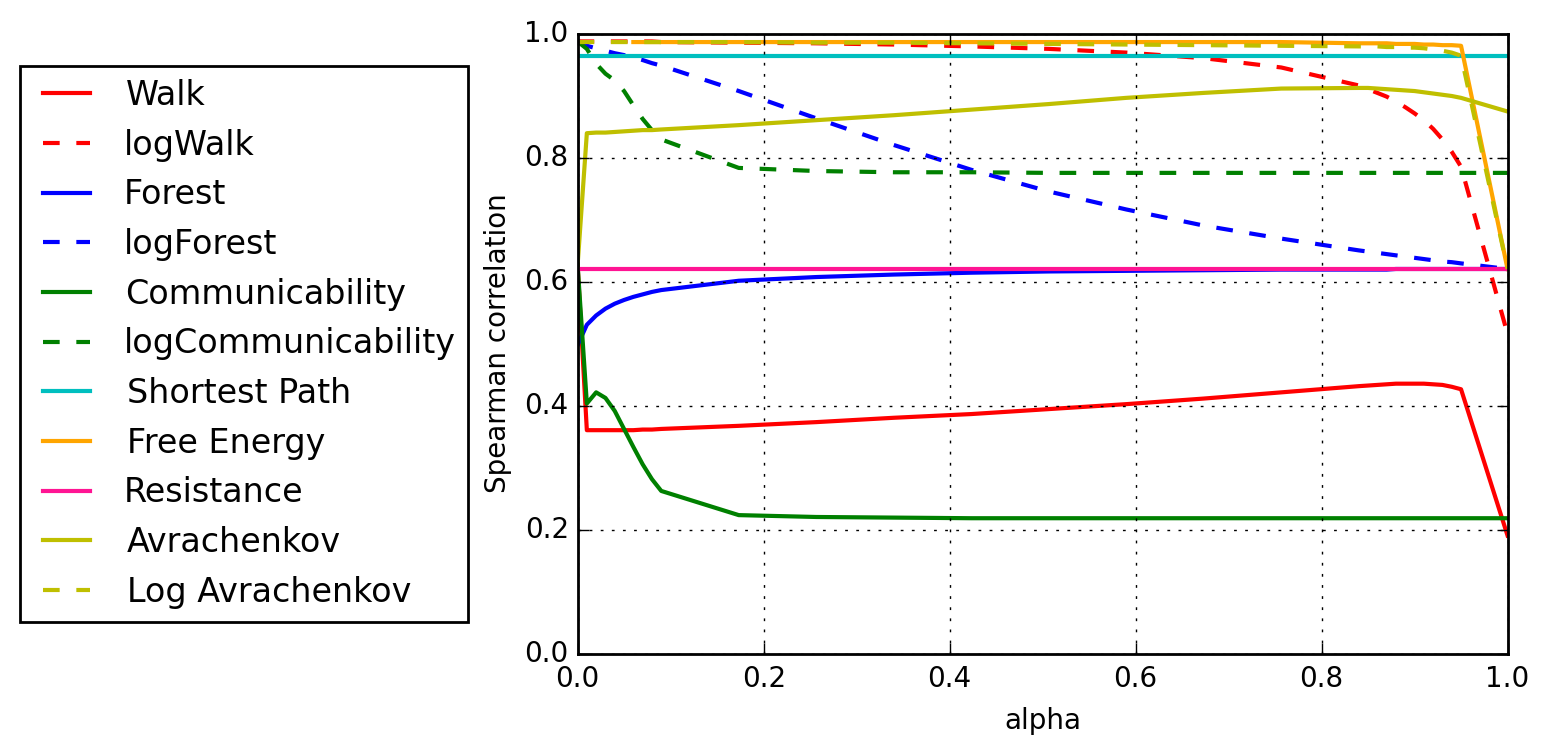 Walk
logWalk
Forest
logForest
Communicability
logCommunicability
Shortest Path
Free Energy
Resistance
Avrachenkov
Log Avrachenkov
Spearman correlation
1.0
0.8
0.6
0.4
0.2
0.0
0.0 0.2 0.4 0.6 0.8 1.0
alpha